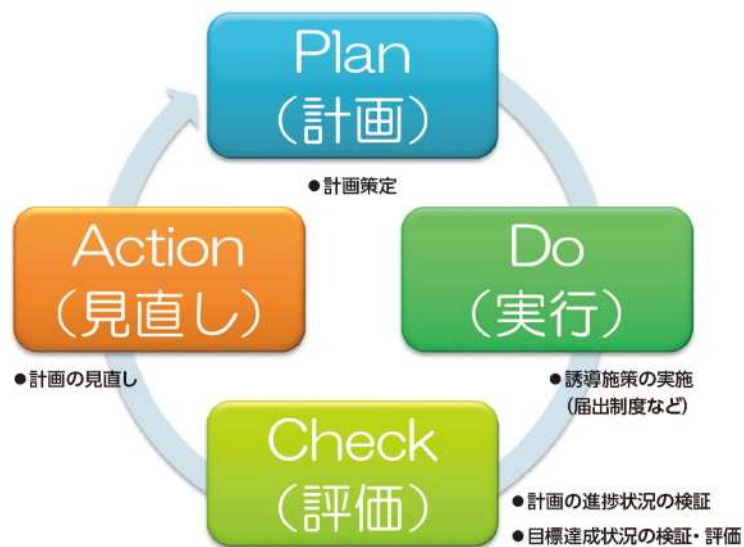 Plan
（計画）
●計画策定
Do
（実行）
●誘導施策の実施
（届出制度など）
Check
（評価）
●計画の進捗状況の検証
●目標達成状況の検証・評価
Action
（見直し）
●計画の見直し